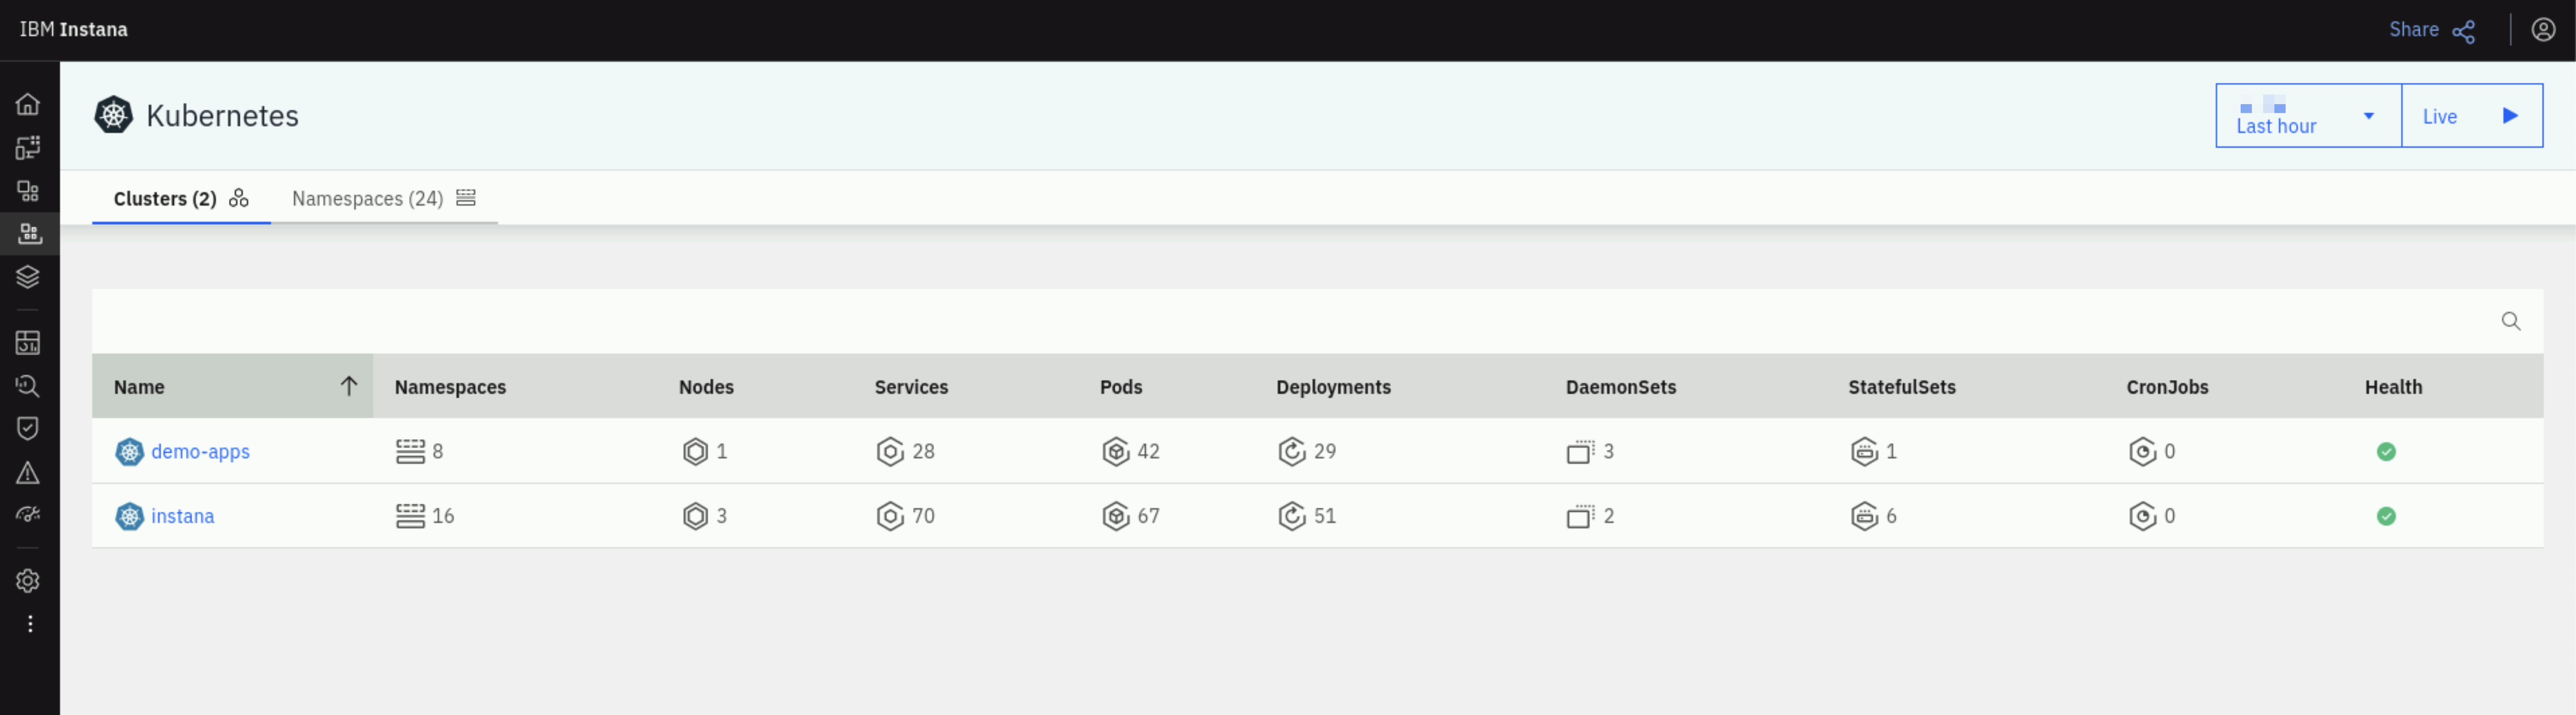 IBM Instana
Share
Kubernetes
Last hour
Live
Clusters (2)
Namespaces (24)
Name Namespaces Nodes Services Pods Deployments DaemonSets StatefulSets CronJobs Health
demo-apps 8 1 28 42 29 3 1 0
instana 16 3 70 67 51 2 6 0